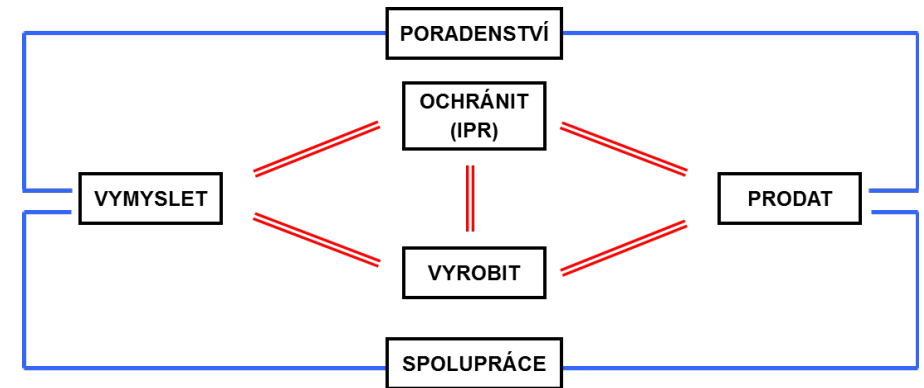 PORADENSTVÍ
OCHRÁNIT
(IPR)
VYMYSLET
PRODAT
VYROBIT
SPOLUPRÁCE